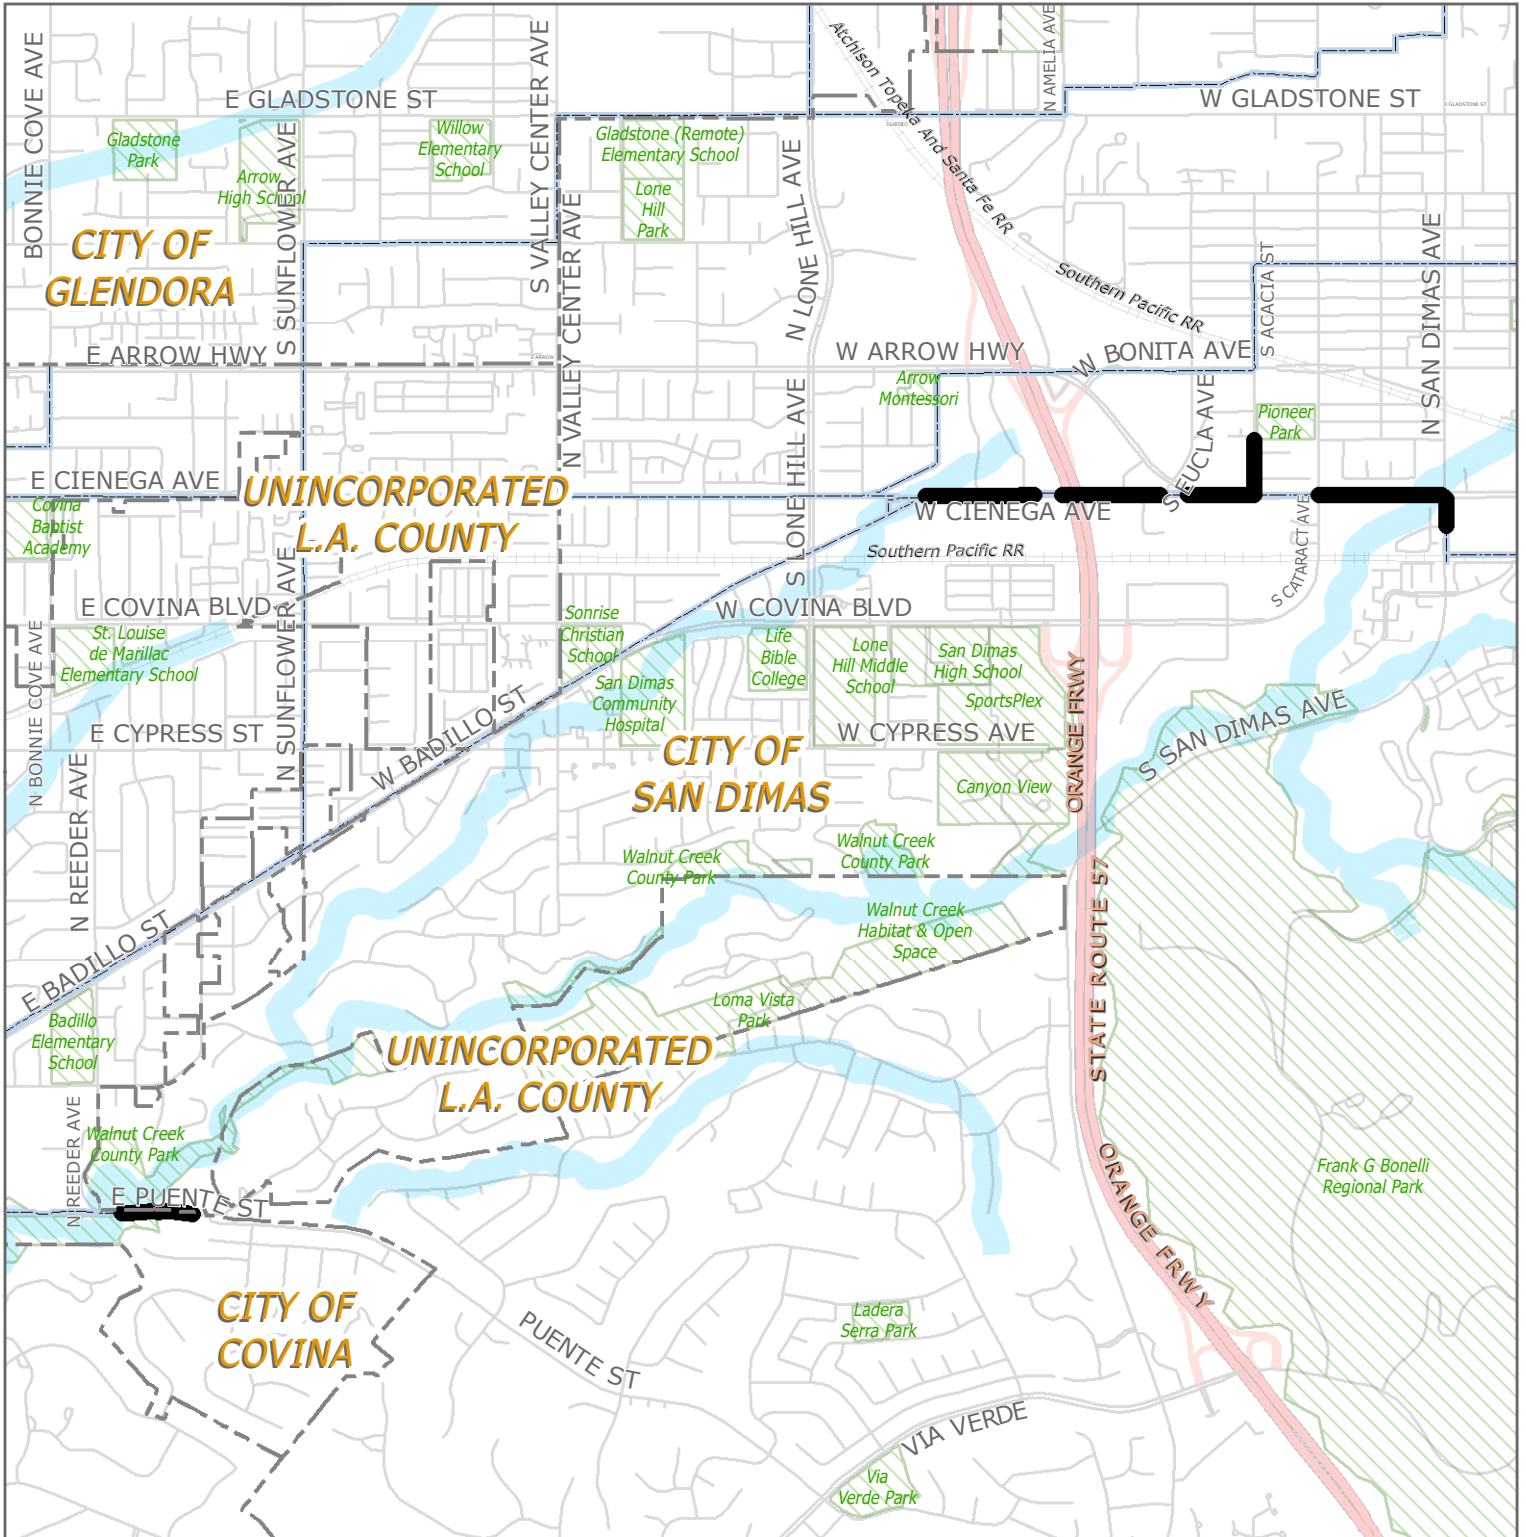 BONNIE COVE AVE
E GLADSTONE ST
S VALLEY CENTER AVE
Atchison Topeka And Santa Fe RR
N AMELIA AVE
W GLADSTONE ST
E GLADSTONE ST
Gladstone
Park
Arrow
High School
S SUNFLOWER AVE
Willow
Elementary
School
Gladstone (Remote)
Elementary School
Lone
Hill
Park
N LONE HILL AVE
CITY OF
GLENDORA
N VALLEY CENTER AVE
Southern Pacific RR
S ACACIA ST
N SAN DIMAS AVE
E ARROW HWY
E ARROW
W ARROW HWY
W BONITA AVE
Arrow
Montessori
S EUCLA AVE
Pioneer
Park
E CIENEGA AVE
UNINCORPORATED
L.A. COUNTY
S LONE HILL AVE
W CIENEGA AVE
Covina
Baptist
Academy
Southern Pacific RR
S CATARACT AVE
E COVINA BLVD
N SUNFLOWER AVE
W COVINA BLVD
St. Louise
de Marillac
Elementary School
N BONNIE COVE AVE
Sonrise
Christian
School
San Dimas
Community
Hospital
Life
Bible
College
Lone
Hill Middle
School
San Dimas
High School
SportsPlex
ORANGE FRWY
E CYPRESS ST
W BADILLO ST
W CYPRESS AVE
S SAN DIMAS AVE
CITY OF
SAN DIMAS
Canyon View
N REEDER AVE
Walnut Creek
County Park
Walnut Creek
County Park
STATE ROUTE 57
Walnut Creek
Habitat & Open
Space
E BADILLO ST
Loma Vista
Park
Badillo
Elementary
School
UNINCORPORATED
L.A. COUNTY
N REEDER AVE
Walnut Creek
County Park
E PUENTE ST
ORANGE FRWY
Frank G Bonelli
Regional Park
CITY OF
COVINA
PUENTE ST
Ladera
Serra Park
VIA VERDE
Via
Verde Park